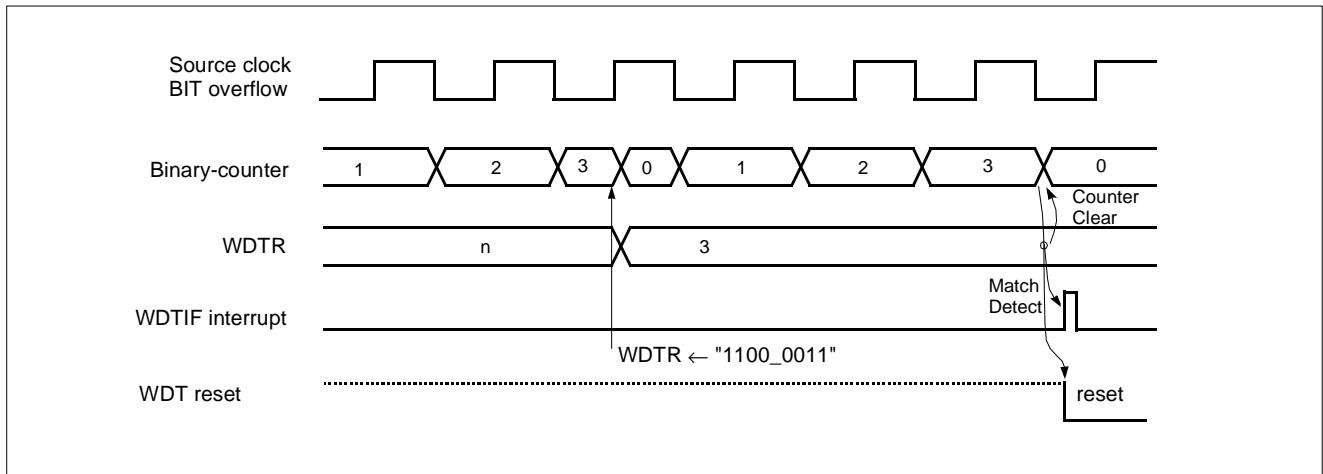 Source clock
BIT overflow
Binary-counter
1 2 3 0 1 2 3 0
Counter
Clear
WDTR
n 3
Match
Detect
WDTIF interrupt
WDTR ← "1100_0011"
WDT reset
reset